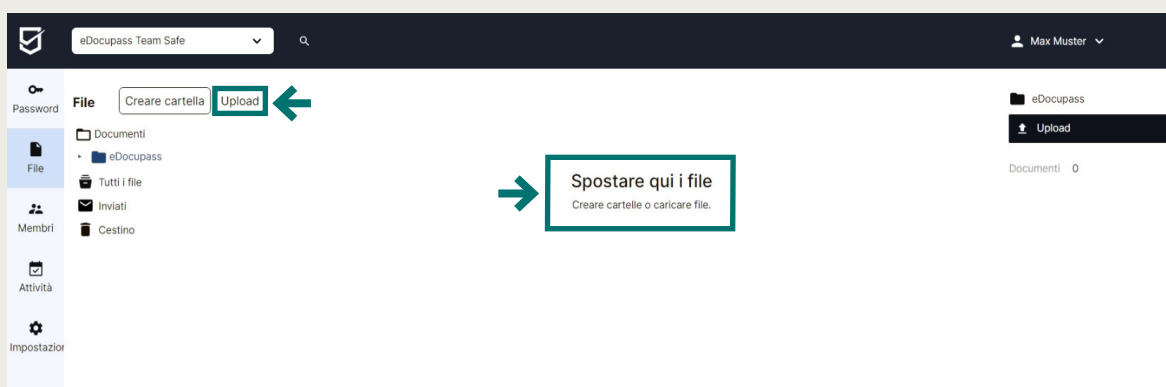 eDocupass Team Safe
Max Muster
Password
File
Membri
Attività
Impostazion
File
Creare cartella
Upload
Documenti
eDocupass
Tutti i file
Inviati
Cestino
Spostare qui i file
Creare cartelle o caricare file.
eDocupass
Upload
Documenti 0